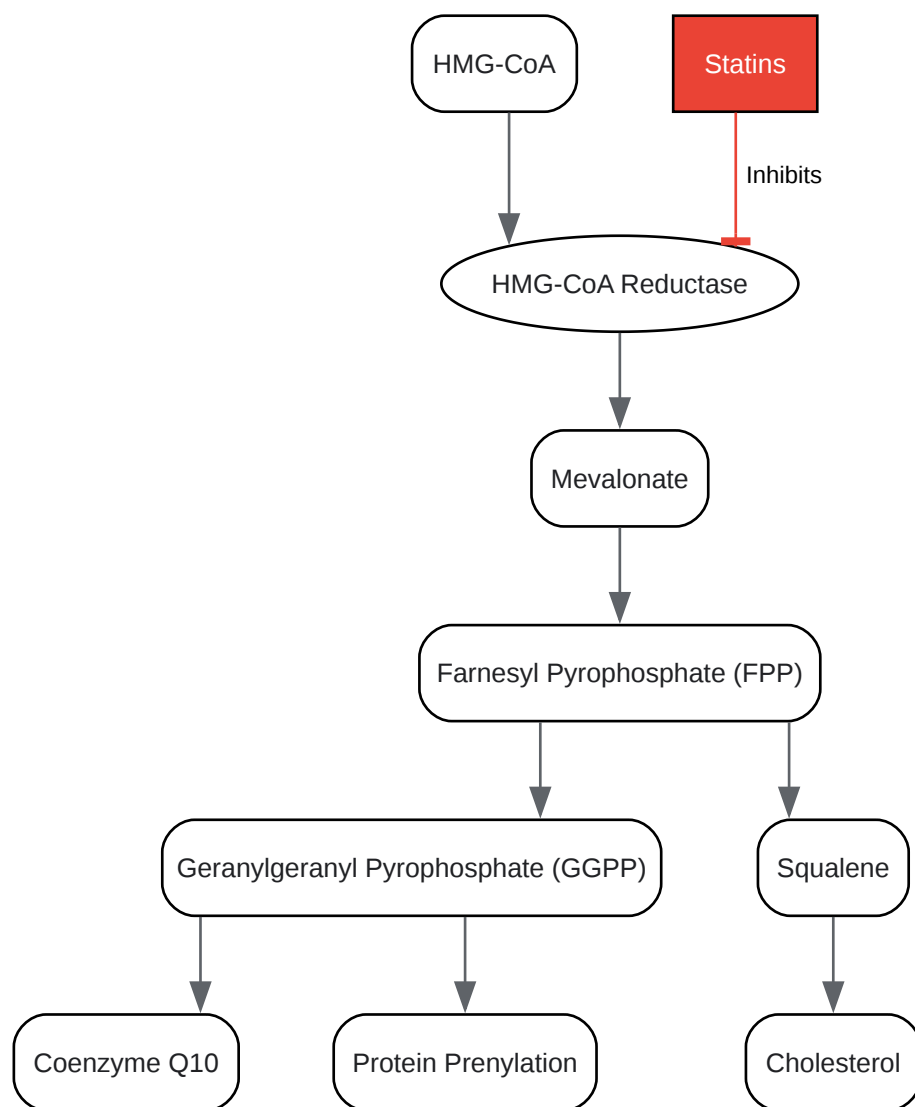 HMG-CoA
Statins
Inhibits
HMG-CoA Reductase
Mevalonate
Farnesyl Pyrophosphate (FPP)
Geranylgeranyl Pyrophosphate (GGPP)
Squalene
Coenzyme Q10
Protein Prenylation
Cholesterol